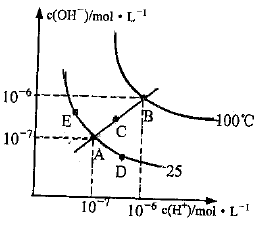 c(OH⁻)/mol·L⁻¹
10⁻⁶
B
100℃
E
C
10⁻⁷
A
D
25
10⁻⁷ 10⁻⁶ c(H⁺)/mol·L⁻¹